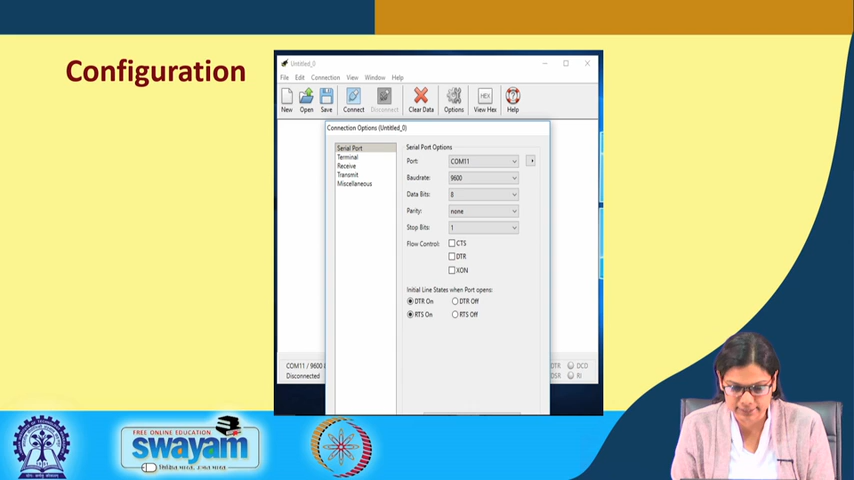 Configuration
Untitled_0
File Edit Connection View Window Help
New Open Save Connect Disconnect Clear Data Options View Hex Help
HEX
Connection Options (Untitled_0)
Serial Port
Terminal
Receive
Transmit
Miscellaneous
Serial Port Options
Port: COM11
Baudrate: 9600
Data Bits: 8
Parity: none
Stop Bits: 1
Flow Control: CTS
DTR
XON
Initial Line States when Port opens:
DTR On DTR Off
RTS On RTS Off
COM11 / 9600
Disconnected
DTR DCD
DSR RI
FREE ONLINE EDUCATION
swayam